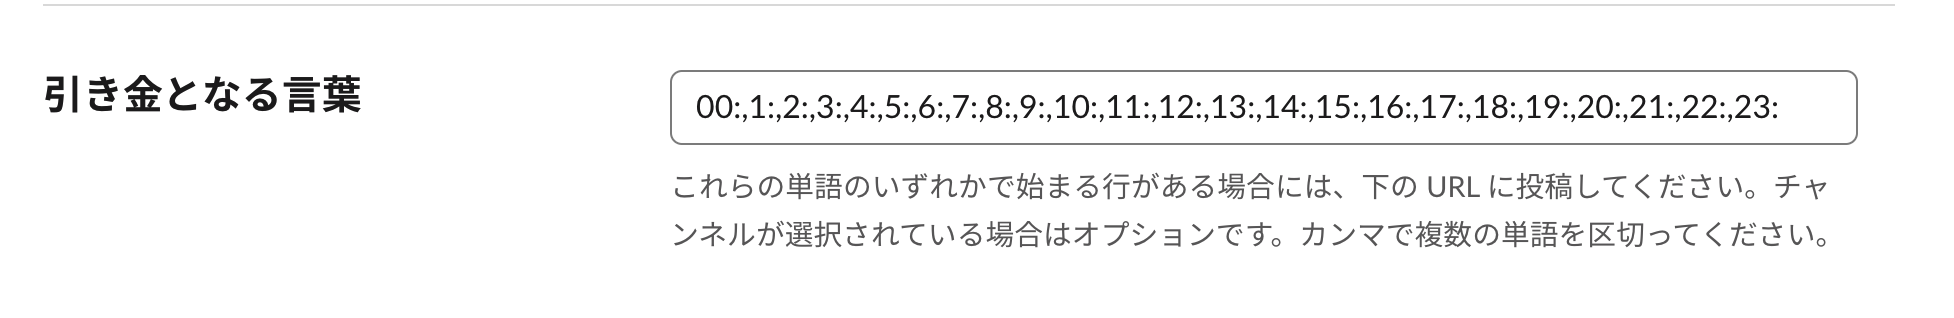 引き金となる言葉
00:,1:,2:,3:,4:,5:,6:,7:,8:,9:,10:,11:,12:,13:,14:,15:,16:,17:,18:,19:,20:,21:,22:,23:
これらの単語のいずれかで始まる行がある場合には、下の URL に投稿してください。チャ
ンネルが選択されている場合はオプションです。カンマで複数の単語を区切ってください。